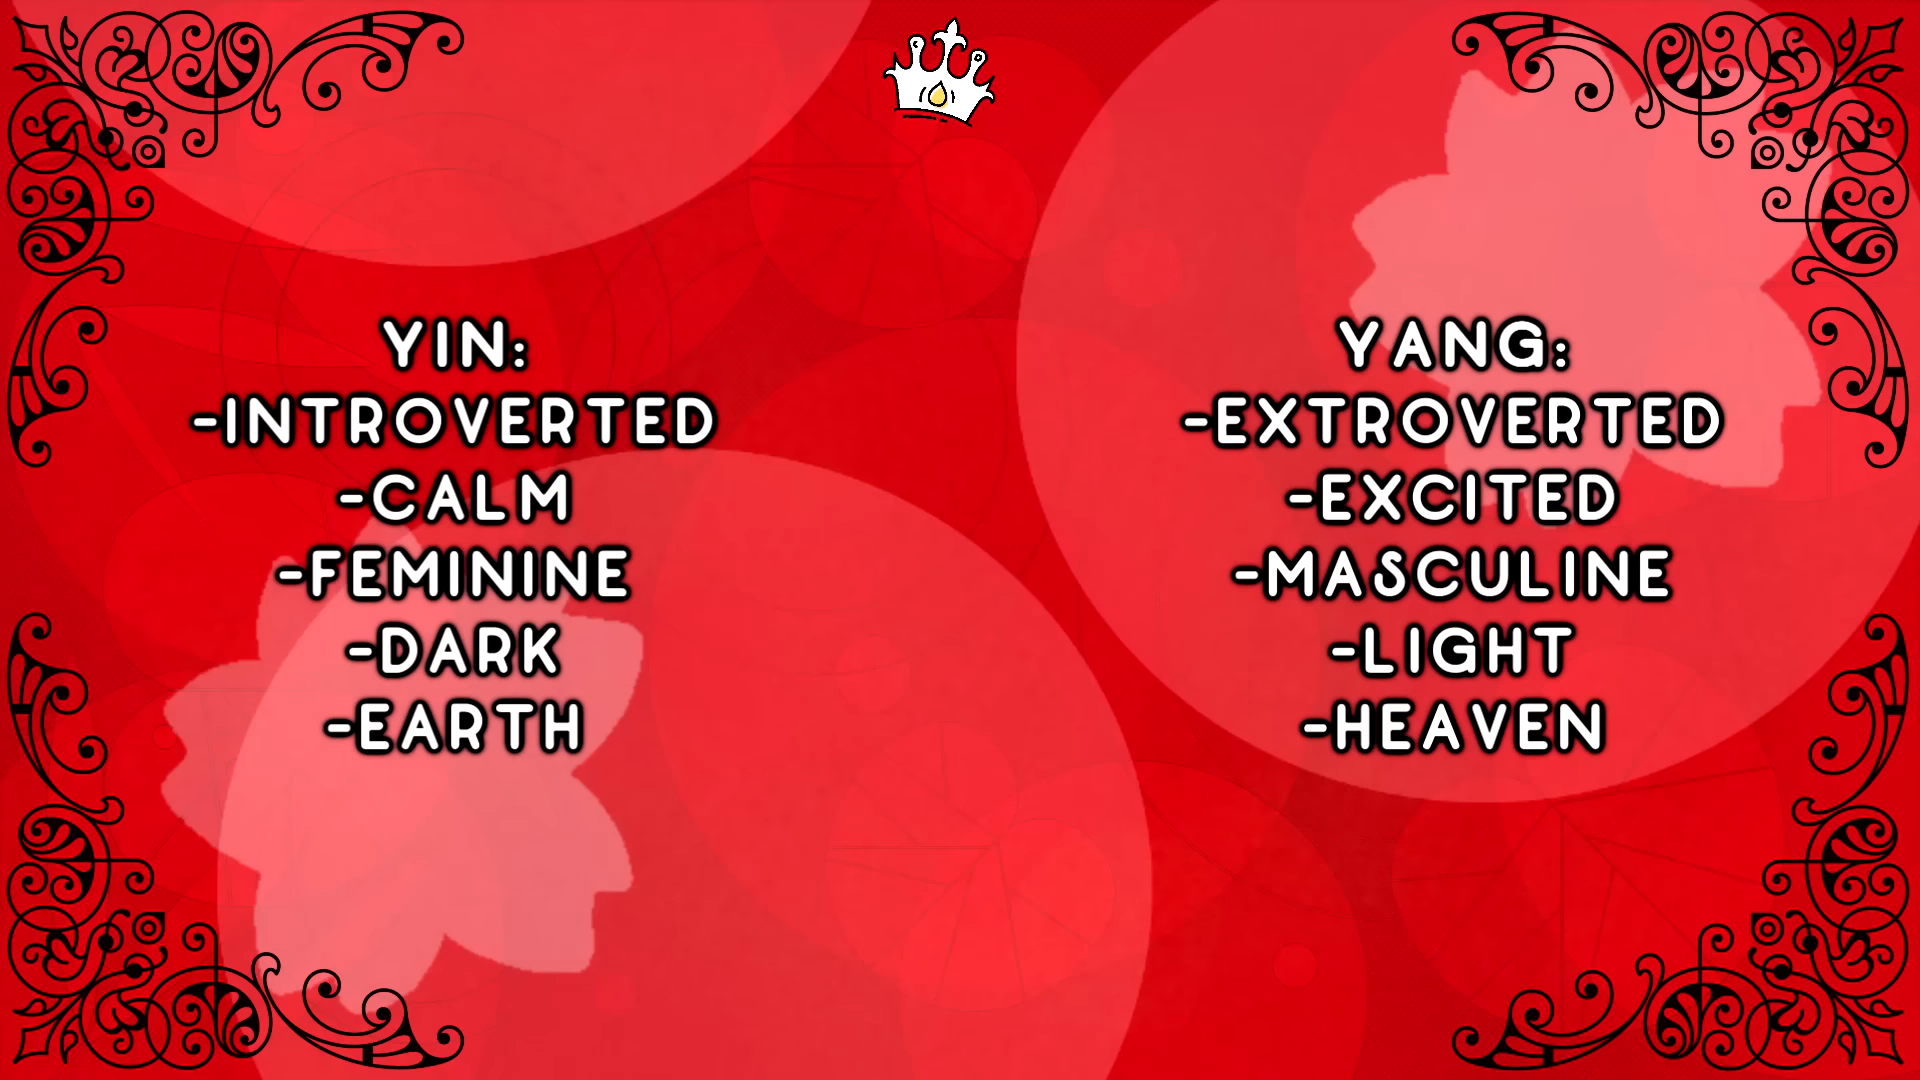 YIN:
-INTROVERTED
-CALM
-FEMININE
-DARK
-EARTH
YANG:
-EXTROVERTED
-EXCITED
-MASCULINE
-LIGHT
-HEAVEN